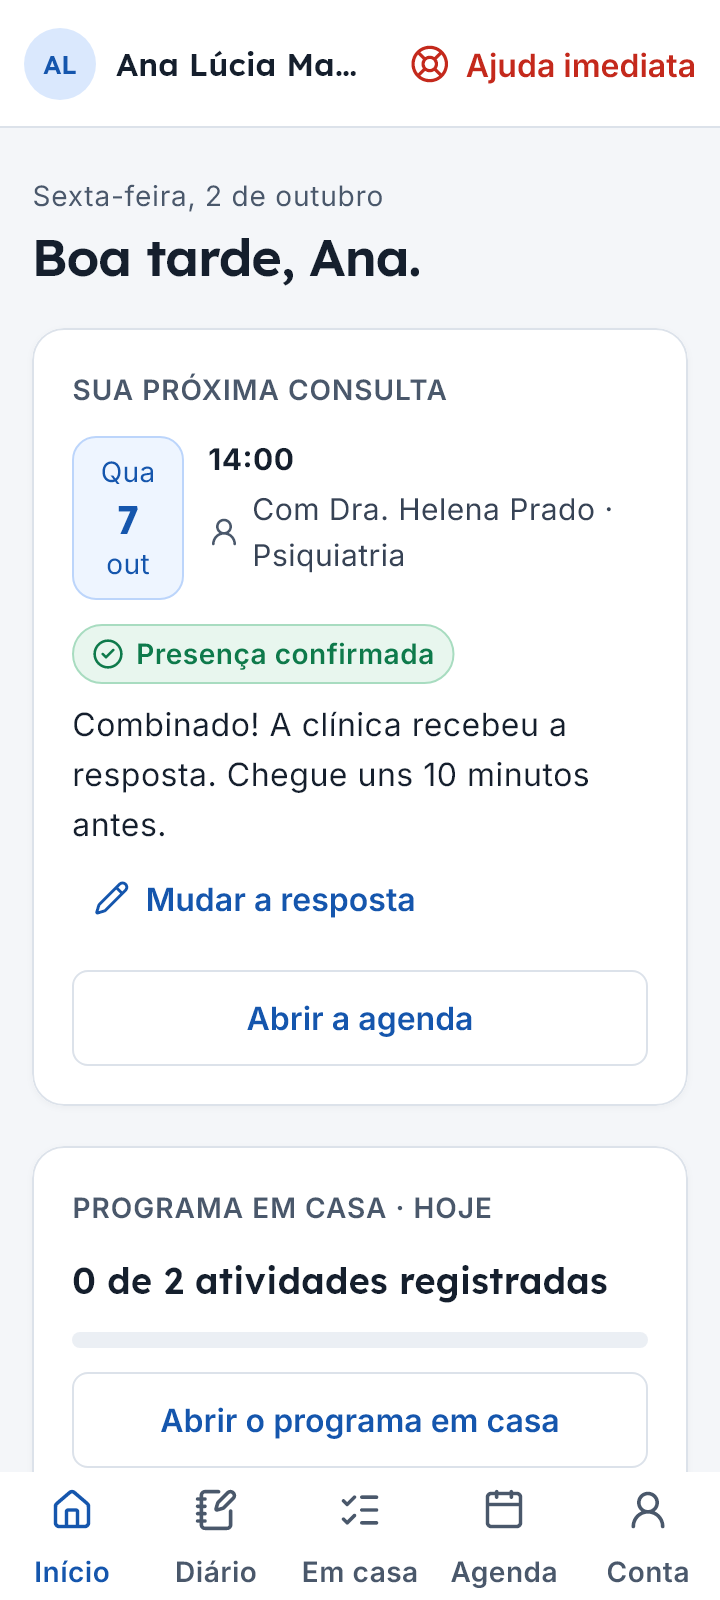 AL
Ana Lúcia Ma...
Ajuda imediata
Sexta-feira, 2 de outubro
Boa tarde, Ana.
SUA PRÓXIMA CONSULTA
Qua
7
out
14:00
Com Dra. Helena Prado ·
Psiquiatria
Presença confirmada
Combinado! A clínica recebeu a
resposta. Chegue uns 10 minutos
antes.
Mudar a resposta
Abrir a agenda
PROGRAMA EM CASA · HOJE
0 de 2 atividades registradas
Abrir o programa em casa
Início
Diário
Em casa
Agenda
Conta